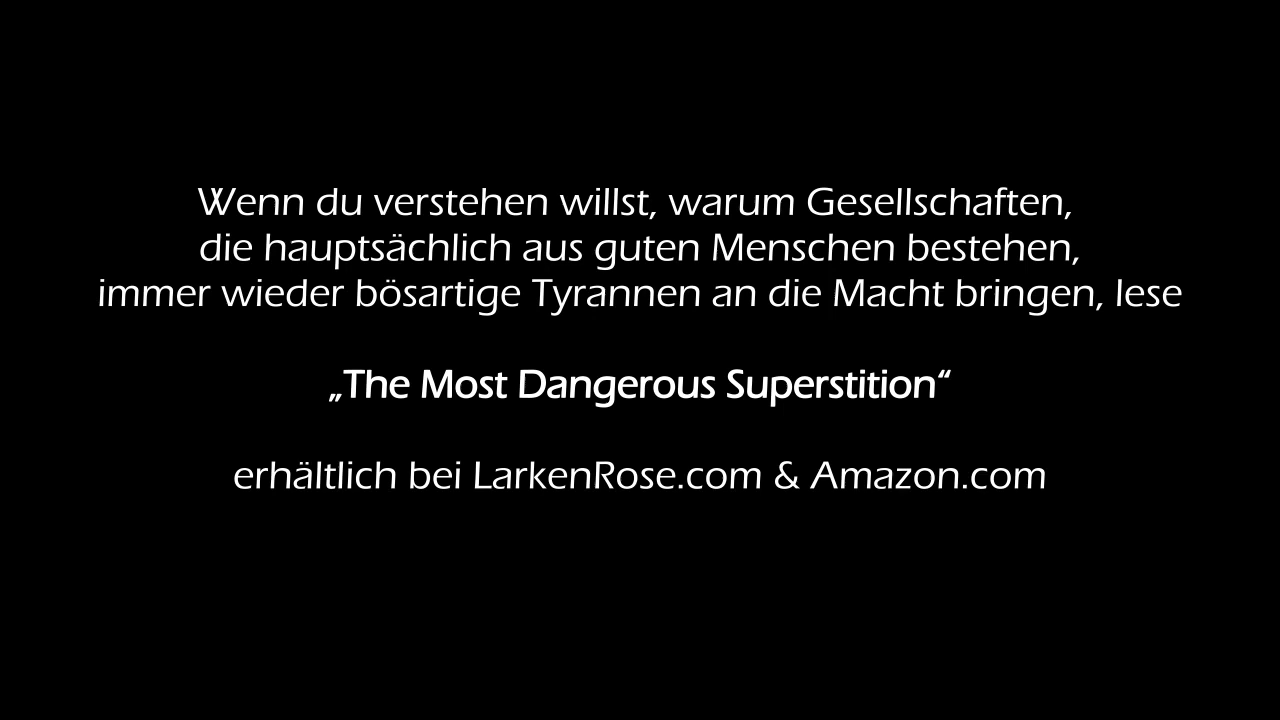 Wenn du verstehen willst, warum Gesellschaften,
die hauptsächlich aus guten Menschen bestehen,
immer wieder bösartige Tyrannen an die Macht bringen, lese
„The Most Dangerous Superstition“
erhältlich bei LarkenRose.com & Amazon.com